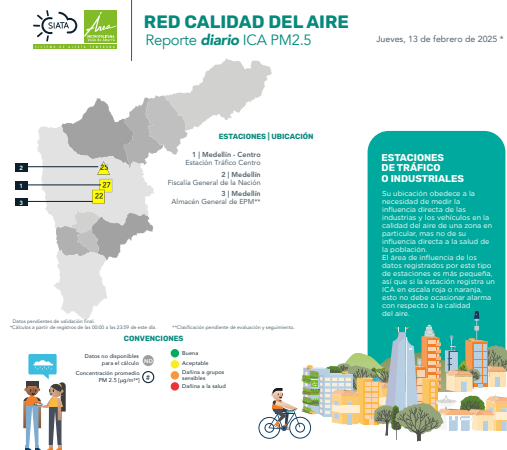 SIATA
Área
METROPOLITANA
Valle de Aburrá
SISTEMA DE ALERTA TEMPRANA
RED CALIDAD DEL AIRE
Reporte diario ICA PM2.5
Jueves, 13 de febrero de 2025 *
ESTACIONES | UBICACIÓN
1 | Medellín - Centro
Estación Tráfico Centro
2 | Medellín
Fiscalía General de la Nación
3 | Medellín
Almacén General de EPM**
2
25
1
27
3
22
ESTACIONES
DE TRÁFICO
O INDUSTRIALES
Su ubicación obedece a la
necesidad de medir la
influencia directa de las
industrias y los vehículos en la
calidad del aire de una zona en
particular, mas no de su
influencia directa a la salud de
la población.
El área de influencia de los
datos registrados por este tipo
de estaciones es más pequeña,
así que si la estación registra un
ICA en escala roja o naranja,
esto no debe ocasionar alarma
con respecto a la calidad
del aire.
Datos pendientes de validación final.
*Cálculos a partir de registros de las 00:00 a las 23:59 de este día.
**Clasificación pendiente de evaluación y seguimiento.
CONVENCIONES
Datos no disponibles
para el cálculo
ND
Concentración promedio
PM 2.5 (µg/m³)
#
Buena
Aceptable
Dañina a grupos
sensibles
Dañina a la salud